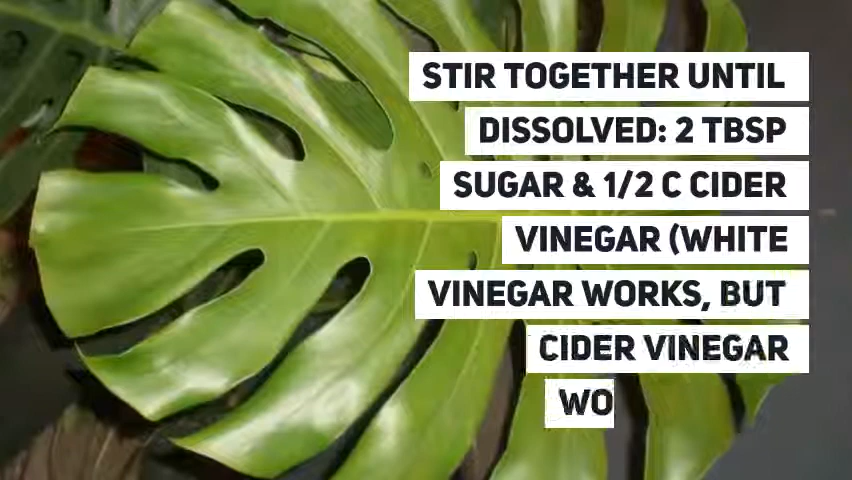 STIR TOGETHER UNTIL
DISSOLVED: 2 TBSP
SUGAR & 1/2 C CIDER
VINEGAR (WHITE
VINEGAR WORKS, BUT
CIDER VINEGAR
WO